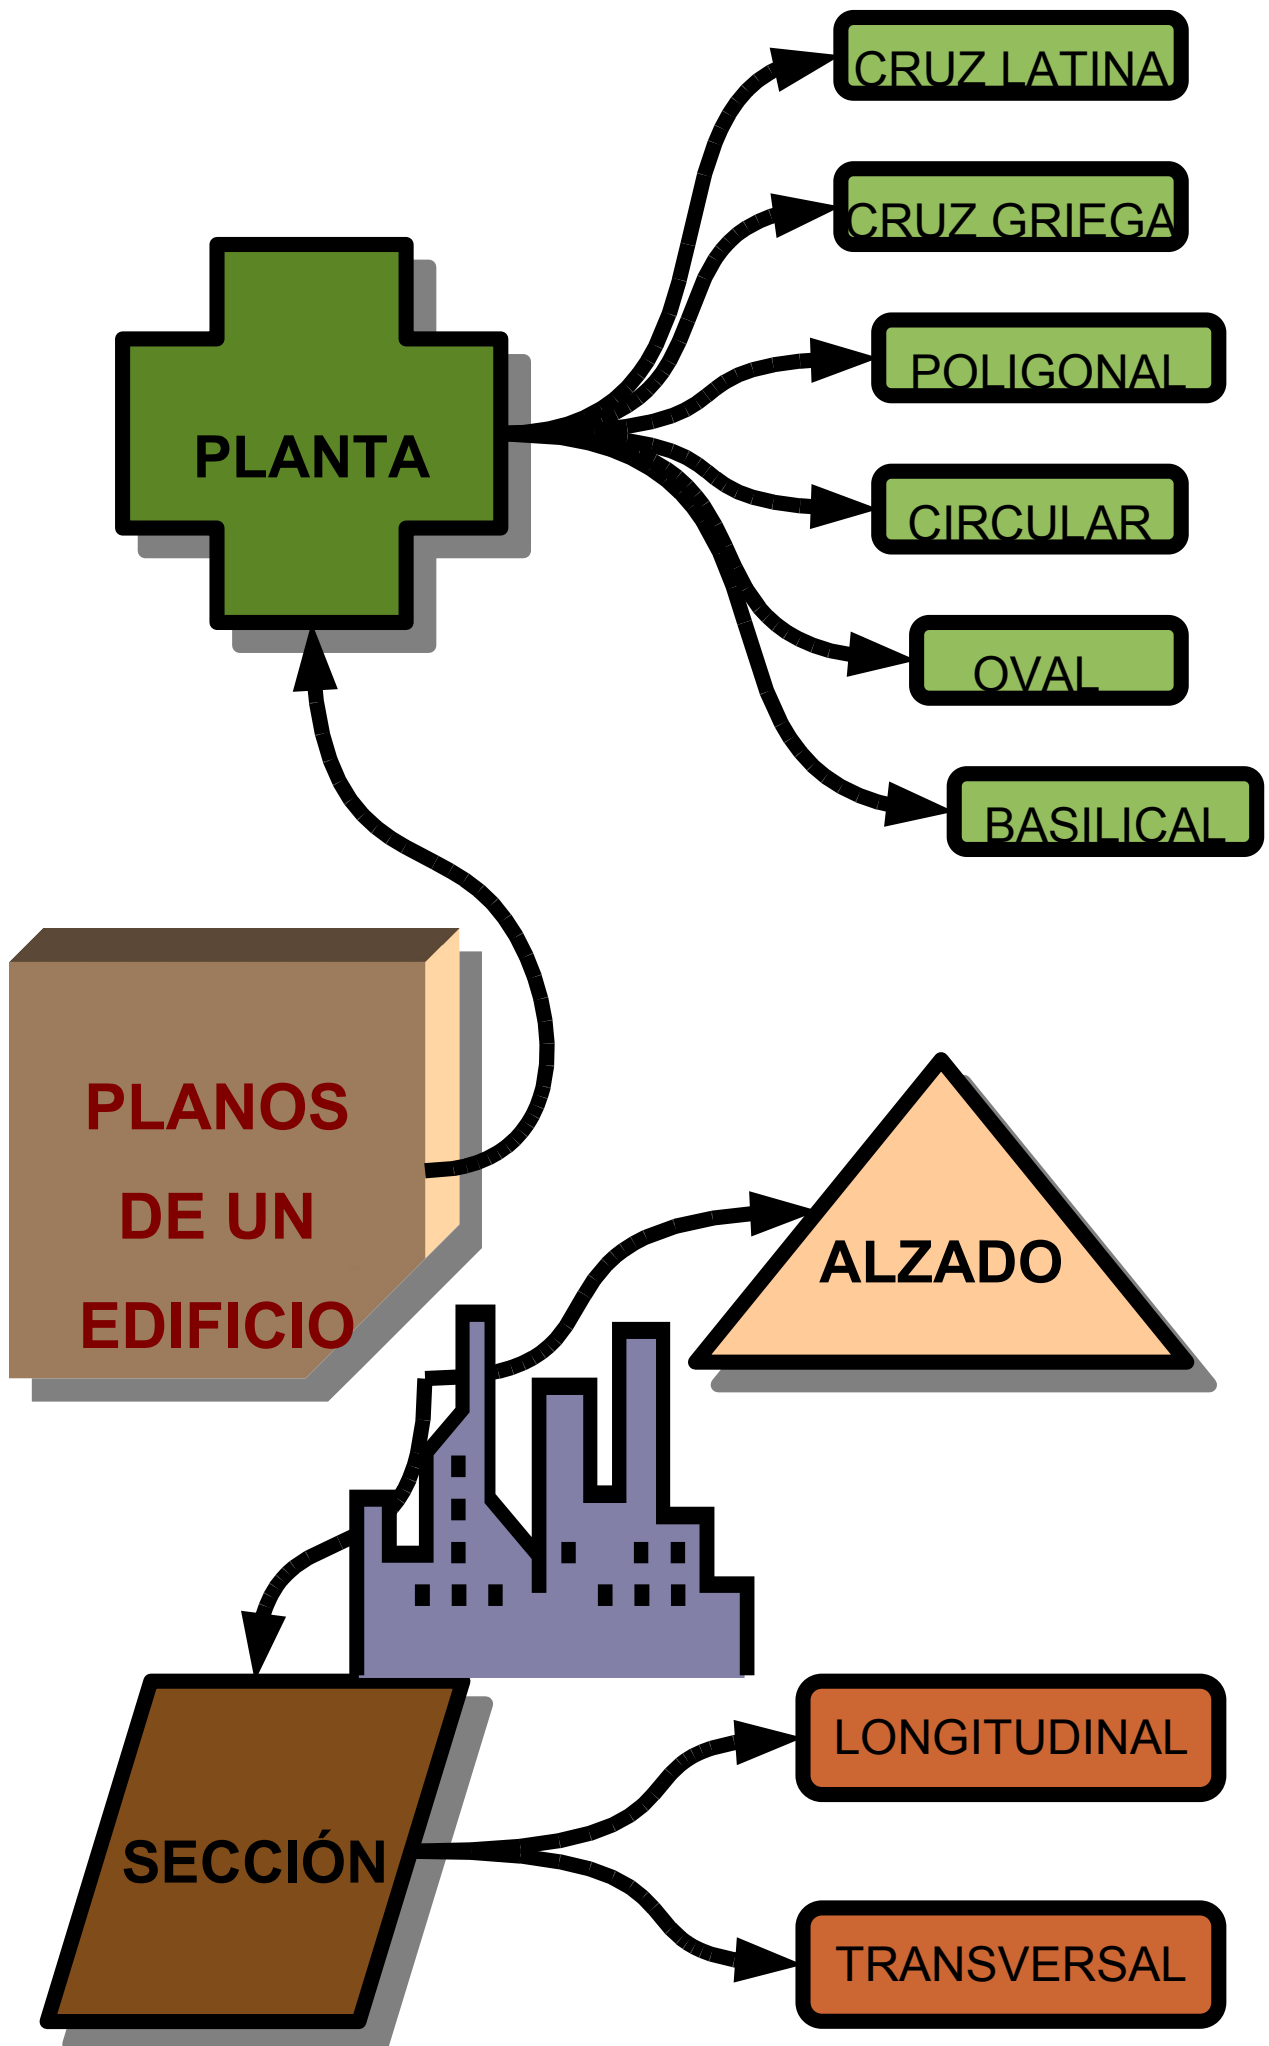 CRUZ LATINA
CRUZ GRIEGA
POLIGONAL
PLANTA
CIRCULAR
OVAL
BASILICAL
PLANOS
DE UN
EDIFICIO
ALZADO
LONGITUDINAL
SECCIÓN
TRANSVERSAL